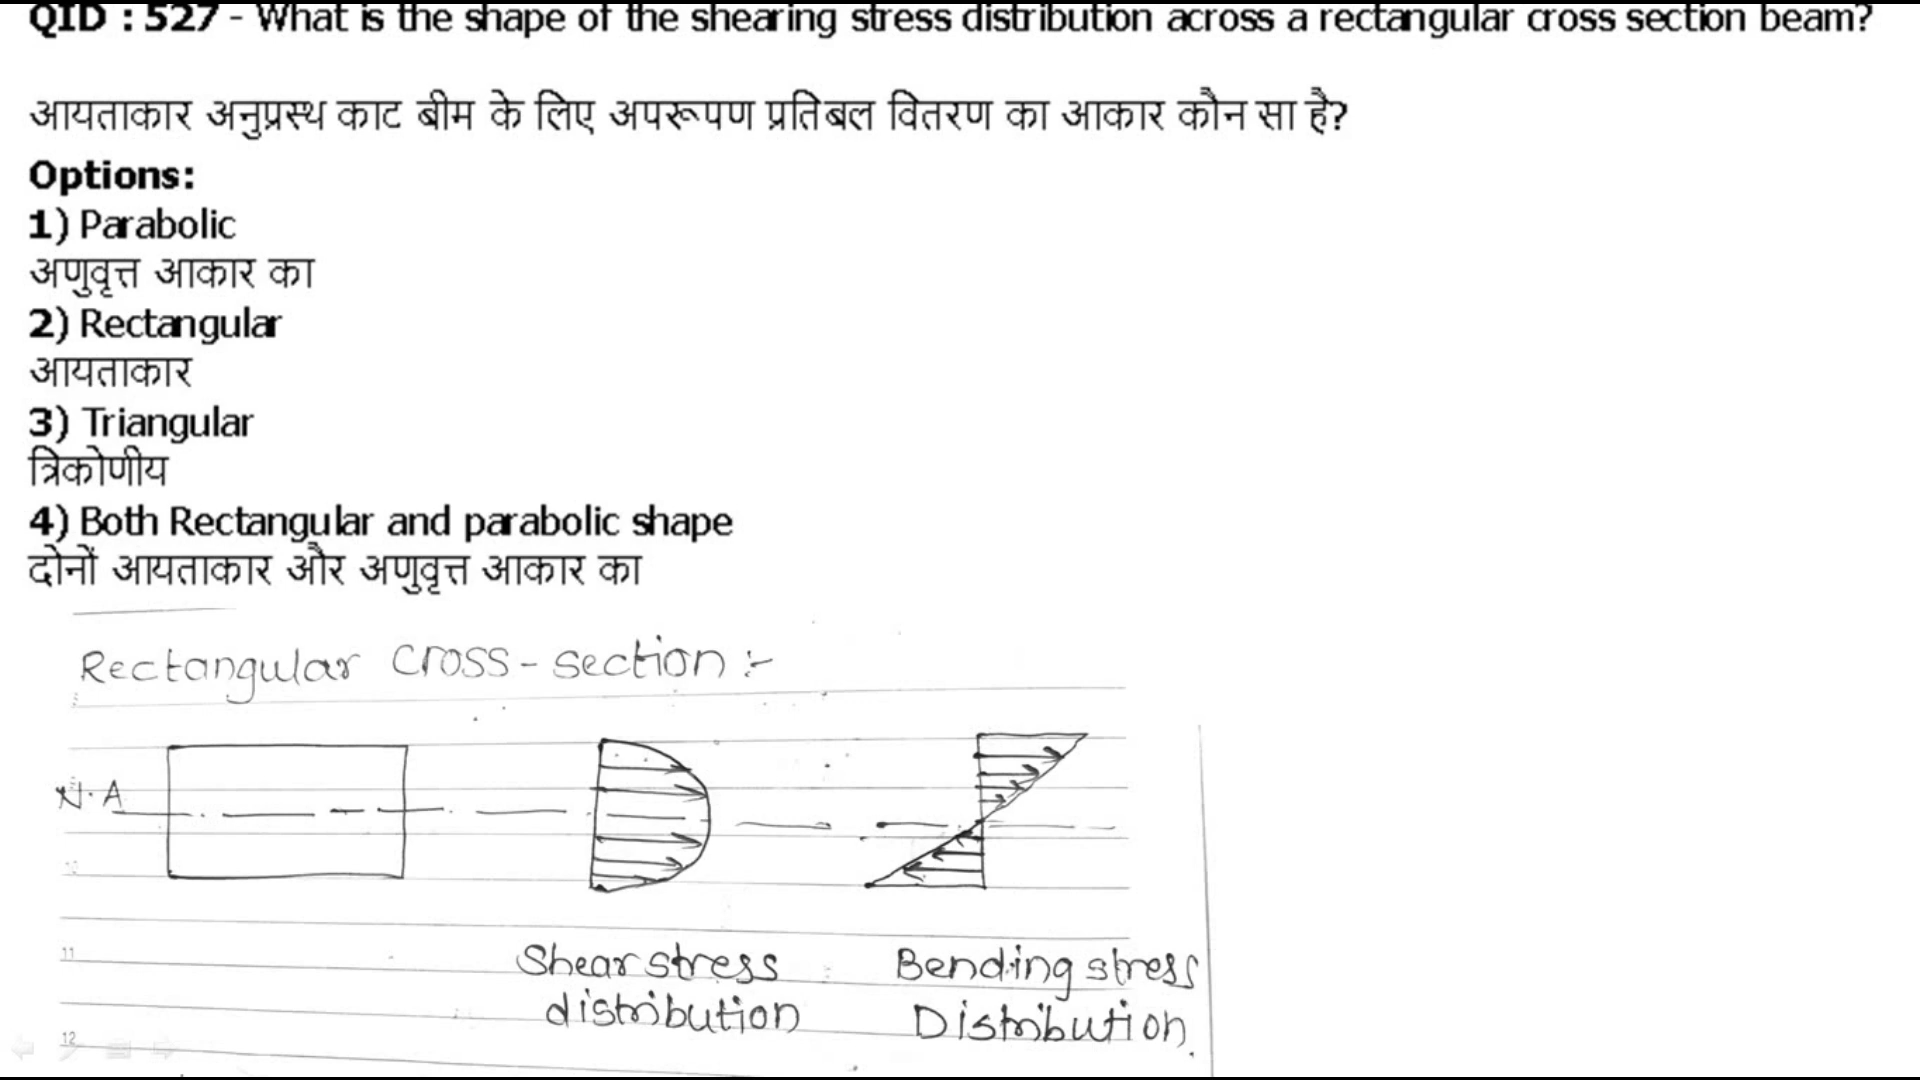 QID : 527 - What is the shape of the shearing stress distribution across a rectangular cross section beam?
आयताकार अनुप्रस्थ काट बीम के लिए अपरूपण प्रतिबल वितरण का आकार कौन सा है?
Options:
1) Parabolic
अणुवृत्त आकार का
2) Rectangular
आयताकार
3) Triangular
त्रिकोणीय
4) Both Rectangular and parabolic shape
दोनों आयताकार और अणुवृत्त आकार का
Rectangular cross-section :-
N.A
Shear stress distribution
Bending stress Distribution.
11
12